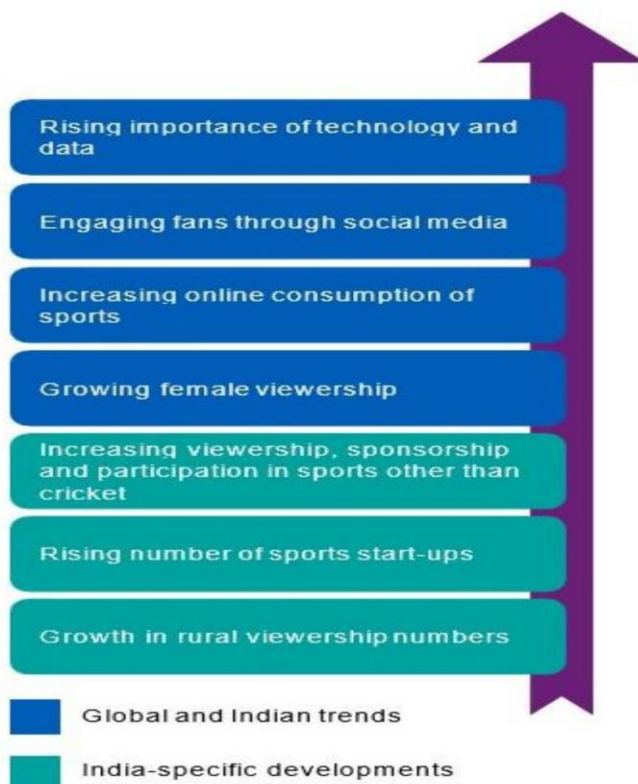 Rising importance of technology and
data
Engaging fans through social media
Increasing online consumption of
sports
Growing female viewership
Increasing viewership, sponsorship
and participation in sports other than
cricket
Rising number of sports start-ups
Growth in rural viewership numbers
Global and Indian trends
India-specific developments